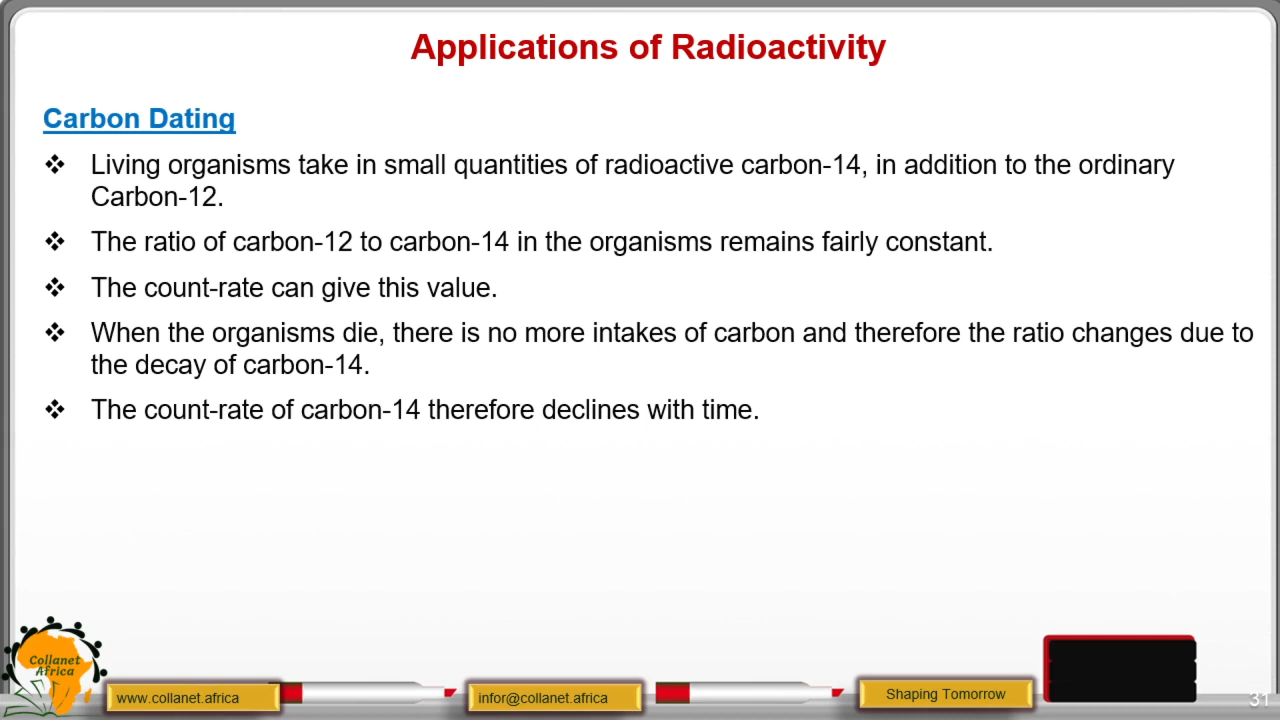 Applications of Radioactivity
Carbon Dating
❖ Living organisms take in small quantities of radioactive carbon-14, in addition to the ordinary
Carbon-12.
❖ The ratio of carbon-12 to carbon-14 in the organisms remains fairly constant.
❖ The count-rate can give this value.
❖ When the organisms die, there is no more intakes of carbon and therefore the ratio changes due to
the decay of carbon-14.
❖ The count-rate of carbon-14 therefore declines with time.
Collanet
Africa
www.collanet.africa
infor@collanet.africa
Shaping Tomorrow
31